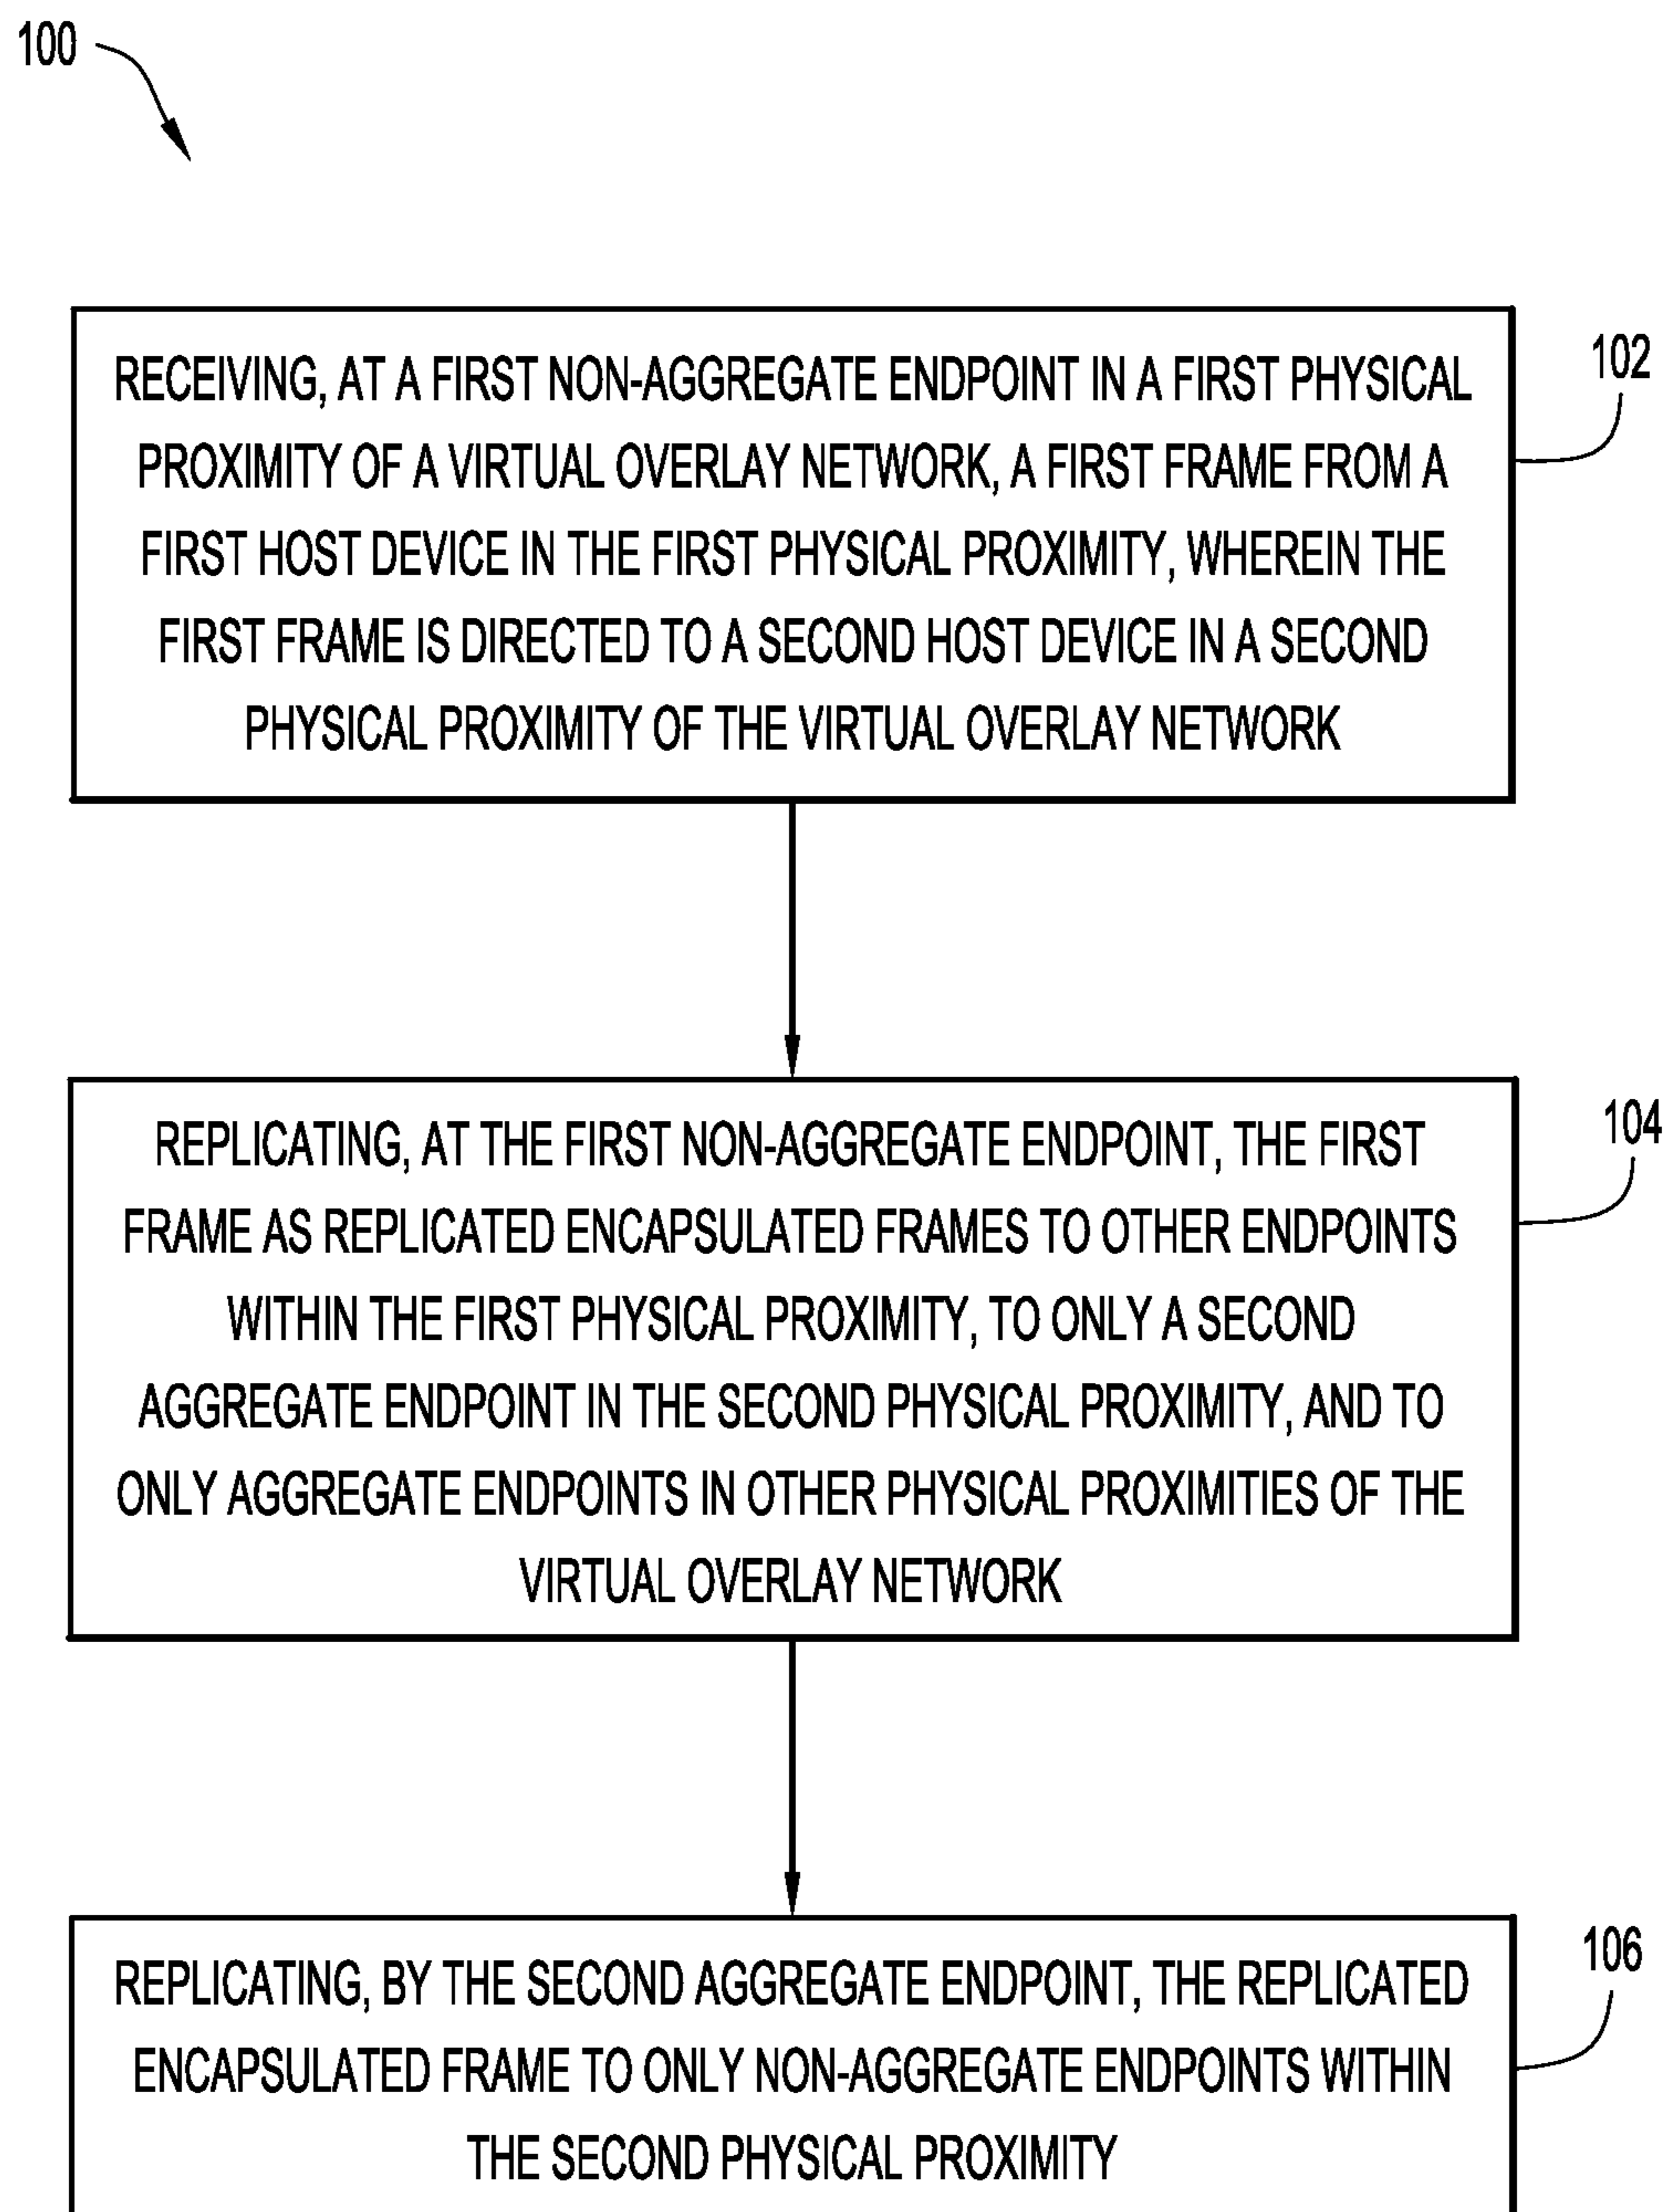 100
RECEIVING, AT A FIRST NON-AGGREGATE ENDPOINT IN A FIRST PHYSICAL
PROXIMITY OF A VIRTUAL OVERLAY NETWORK, A FIRST FRAME FROM A
FIRST HOST DEVICE IN THE FIRST PHYSICAL PROXIMITY, WHEREIN THE
FIRST FRAME IS DIRECTED TO A SECOND HOST DEVICE IN A SECOND
PHYSICAL PROXIMITY OF THE VIRTUAL OVERLAY NETWORK
102
REPLICATING, AT THE FIRST NON-AGGREGATE ENDPOINT, THE FIRST
FRAME AS REPLICATED ENCAPSULATED FRAMES TO OTHER ENDPOINTS
WITHIN THE FIRST PHYSICAL PROXIMITY, TO ONLY A SECOND
AGGREGATE ENDPOINT IN THE SECOND PHYSICAL PROXIMITY, AND TO
ONLY AGGREGATE ENDPOINTS IN OTHER PHYSICAL PROXIMITIES OF THE
VIRTUAL OVERLAY NETWORK
104
REPLICATING, BY THE SECOND AGGREGATE ENDPOINT, THE REPLICATED
ENCAPSULATED FRAME TO ONLY NON-AGGREGATE ENDPOINTS WITHIN
THE SECOND PHYSICAL PROXIMITY
106